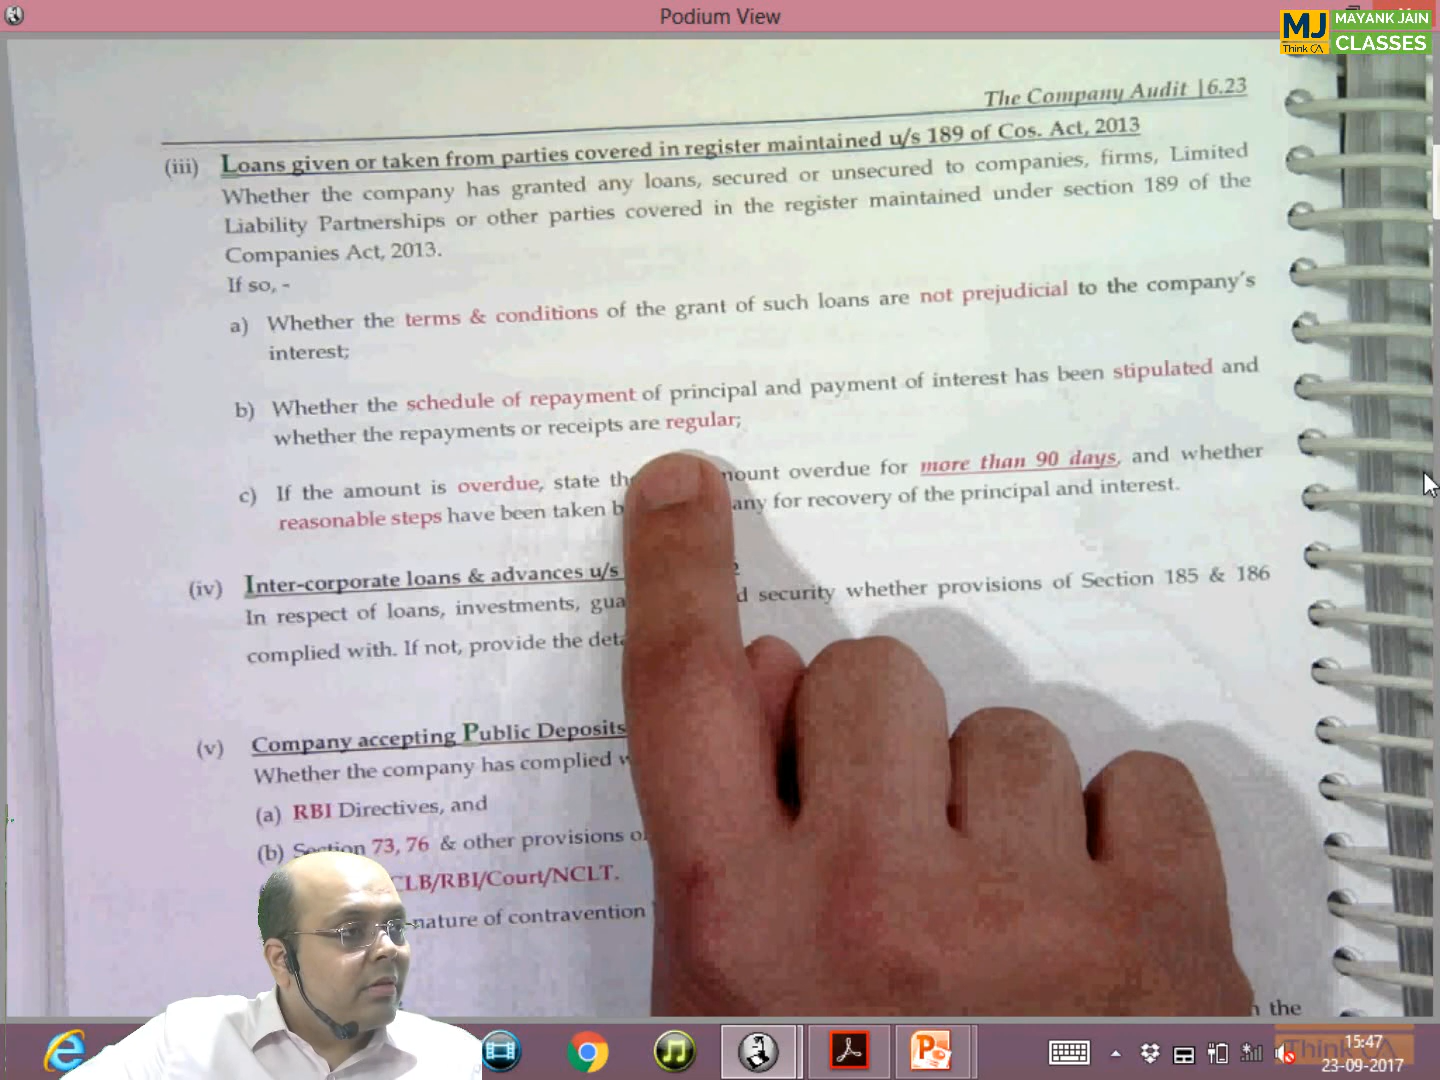 Podium View
MJ
Think CA
MAYANK JAIN
CLASSES
The Company Audit |6.23
(iii) Loans given or taken from parties covered in register maintained u/s 189 of Cos. Act, 2013
Whether the company has granted any loans, secured or unsecured to companies, firms, Limited
Liability Partnerships or other parties covered in the register maintained under section 189 of the
Companies Act, 2013.
If so, -
a) Whether the terms & conditions of the grant of such loans are not prejudicial to the company's
interest;
b) Whether the schedule of repayment of principal and payment of interest has been stipulated and
whether the repayments or receipts are regular;
c) If the amount is overdue, state mount overdue for more than 90 days, and whether
reasonable steps have been taken any for recovery of the principal and interest.
(iv) Inter-corporate loans & advances u/s
In respect of loans, investments, security whether provisions of Section 185 & 186
complied with. If not, provide the
(v) Company accepting Public Deposits
Whether the company has complied
(a) RBI Directives, and
(b) Section 73, 76 & other provisions
CLB/RBI/Court/NCLT.
nature of contravention
the
Think CA
15:47
23-09-2017